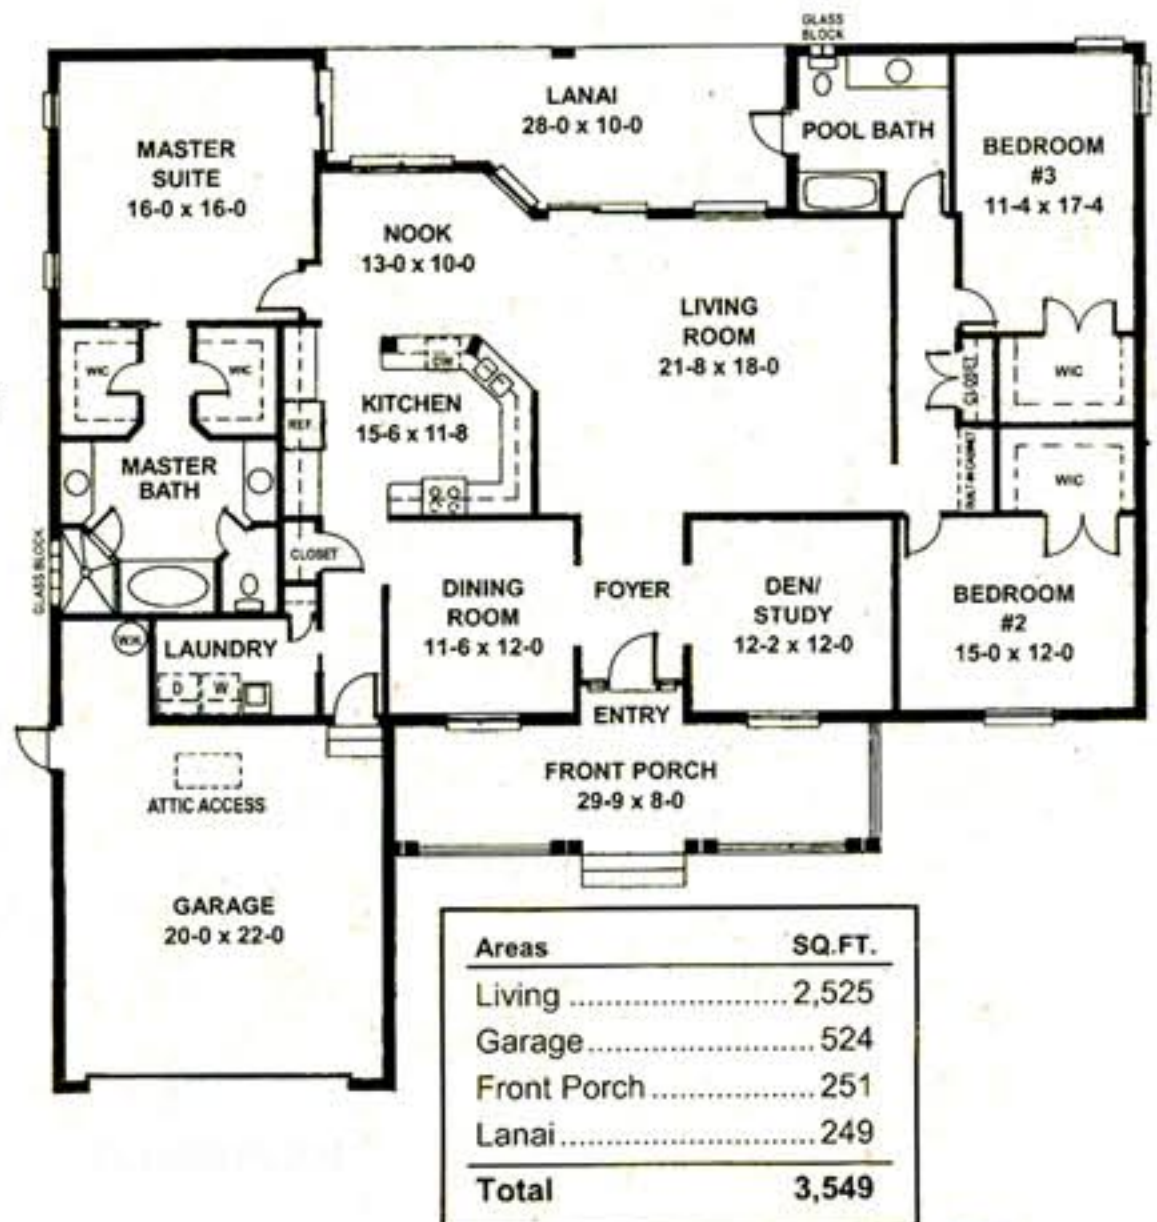 GLASS
BLOCK
LANAI
28-0 x 10-0
POOL BATH
MASTER
SUITE
16-0 x 16-0
BEDROOM
#3
11-4 x 17-4
NOOK
13-0 x 10-0
LIVING
ROOM
21-8 x 18-0
WIC
WIC
DW
CLOSET
WIC
KITCHEN
15-6 x 11-8
REF.
MASTER
BATH
BUILT-IN CABINET
WIC
GLASS BLOCK
CLOSET
DINING
ROOM
11-6 x 12-0
FOYER
DEN/
STUDY
12-2 x 12-0
BEDROOM
#2
15-0 x 12-0
WH
LAUNDRY
D
W
ENTRY
FRONT PORCH
29-9 x 8-0
ATTIC ACCESS
GARAGE
20-0 x 22-0
Areas SQ.FT.
Living ........................ 2,525
Garage ......................... 524
Front Porch .................. 251
Lanai ............................ 249
Total 3,549